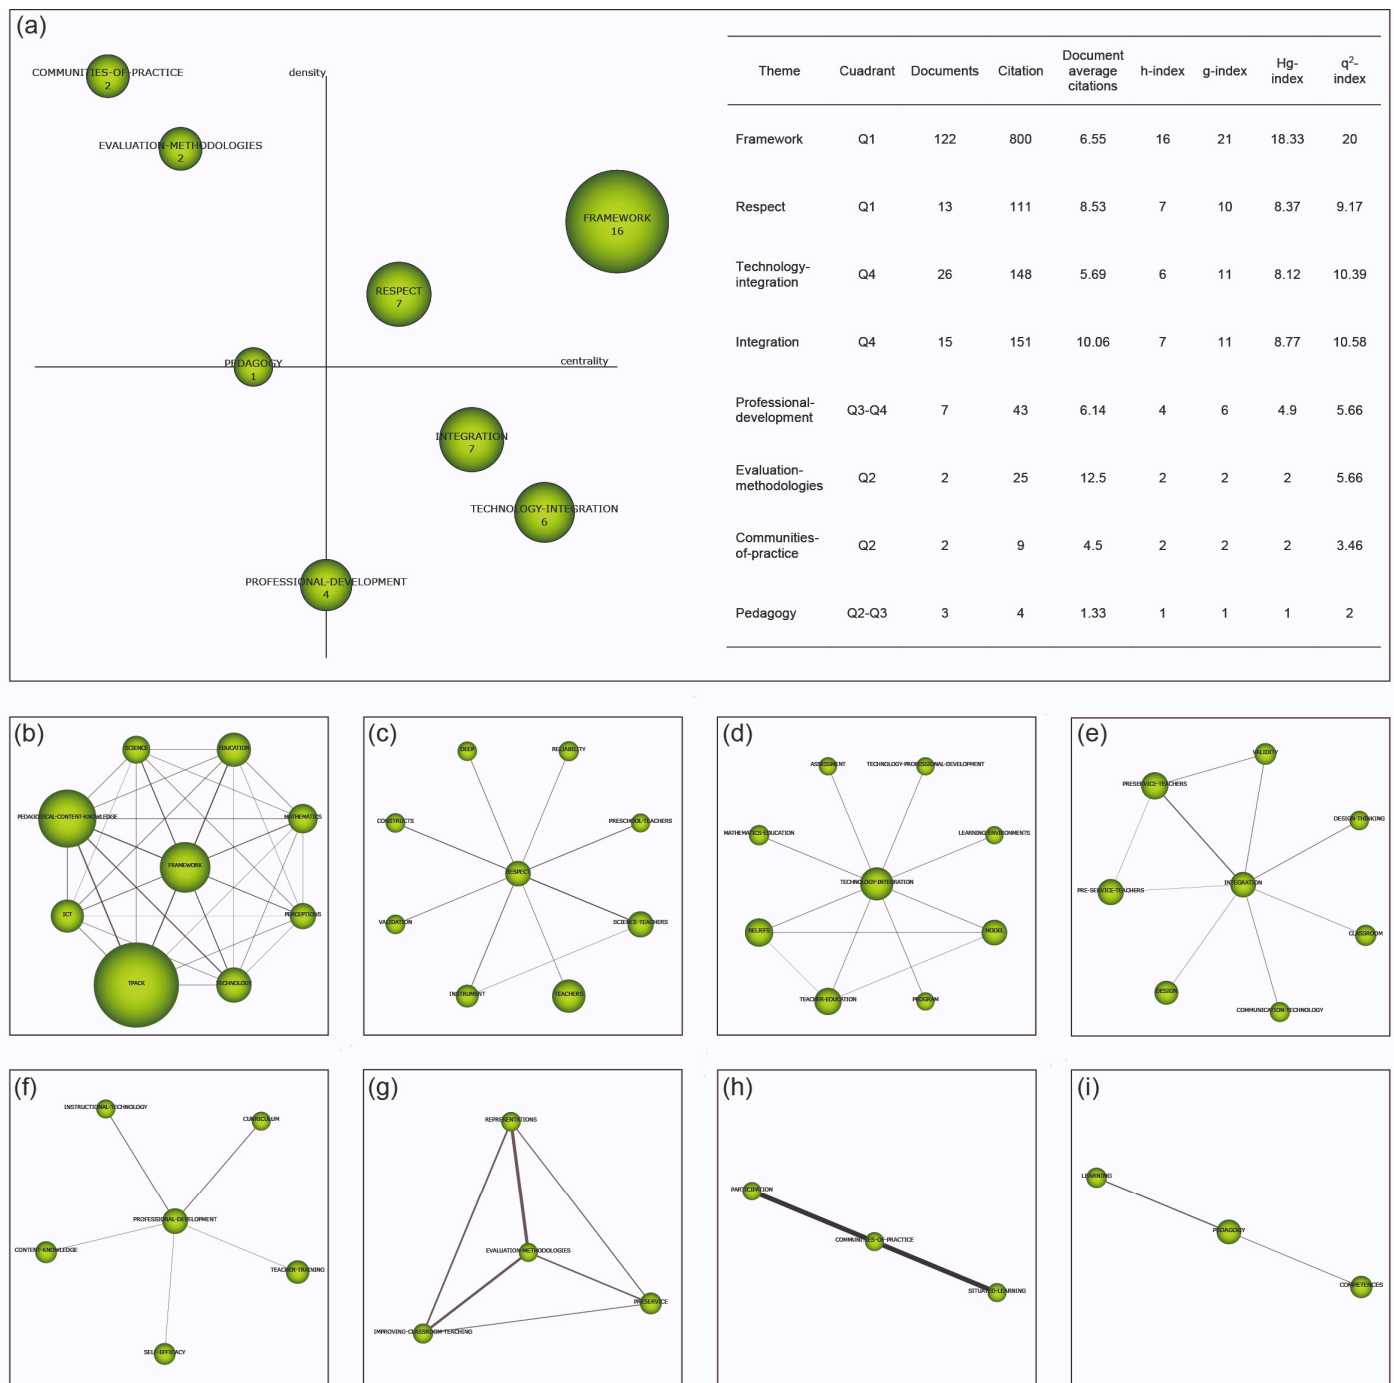 (a)
COMMUNITIES-OF-PRACTICE
2
density
EVALUATION-METHODOLOGIES
2
FRAMEWORK
16
RESPECT
7
PEDAGOGY
1
centrality
INTEGRATION
7
TECHNOLOGY-INTEGRATION
6
PROFESSIONAL-DEVELOPMENT
4
Theme Cuadrant Documents Citation Document average citations h-index g-index Hg-index q²-index
Framework Q1 122 800 6.55 16 21 18.33 20
Respect Q1 13 111 8.53 7 10 8.37 9.17
Technology-integration Q4 26 148 5.69 6 11 8.12 10.39
Integration Q4 15 151 10.06 7 11 8.77 10.58
Professional-development Q3-Q4 7 43 6.14 4 6 4.9 5.66
Evaluation-methodologies Q2 2 25 12.5 2 2 2 5.66
Communities-of-practice Q2 2 9 4.5 2 2 2 3.46
Pedagogy Q2-Q3 3 4 1.33 1 1 1 2
(b)
SCIENCE
EDUCATION
PEDAGOGICAL-CONTENT-KNOWLEDGE
MATHEMATICS
FRAMEWORK
ICT
PERCEPTIONS
TPACK
TECHNOLOGY
(c)
DEEP
RELIABILITY
CONSTRUCTS
PRESCHOOL-TEACHERS
RESPECT
VALIDATION
SCIENCE-TEACHERS
INSTRUMENT
TEACHERS
(d)
ASSESSMENT
TECHNOLOGY-PROFESSIONAL-DEVELOPMENT
MATHEMATICS-EDUCATION
LEARNING-ENVIRONMENTS
TECHNOLOGY-INTEGRATION
BELIEFS
MODEL
TEACHER-EDUCATION
PROGRAM
(e)
VALIDITY
PRESERVICE-TEACHERS
DESIGN-THINKING
INTEGRATION
PRE-SERVICE-TEACHERS
CLASSROOM
DESIGN
COMMUNICATION-TECHNOLOGY
(f)
INSTRUCTIONAL-TECHNOLOGY
CURRICULUM
PROFESSIONAL-DEVELOPMENT
CONTENT-KNOWLEDGE
TEACHER-TRAINING
SELF-EFFICACY
(g)
REPRESENTATIONS
EVALUATION-METHODOLOGIES
PRESERVICE
IMPROVING-CLASSROOM-TEACHING
(h)
PARTICIPATION
COMMUNITIES-OF-PRACTICE
SITUATED-LEARNING
(i)
LEARNING
PEDAGOGY
COMPETENCES